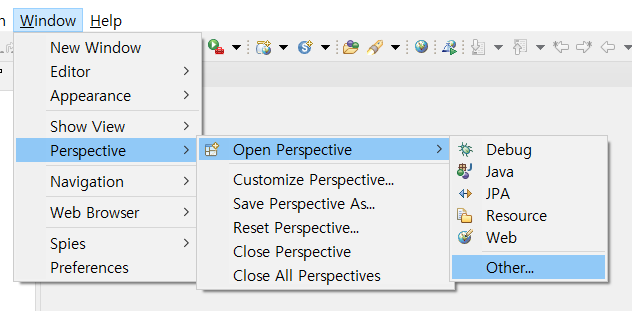 Window Help
New Window
Editor
Appearance
Show View
Perspective
Navigation
Web Browser
Spies
Preferences
Open Perspective
Customize Perspective...
Save Perspective As...
Reset Perspective...
Close Perspective
Close All Perspectives
Debug
Java
JPA
Resource
Web
Other...